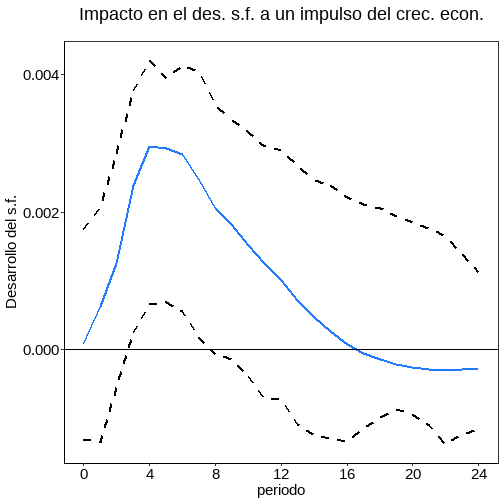 Impacto en el des. s.f. a un impulso del crec. econ.
Desarrollo del s.f.
0.004
0.002
0.000
0 4 8 12 16 20 24
periodo